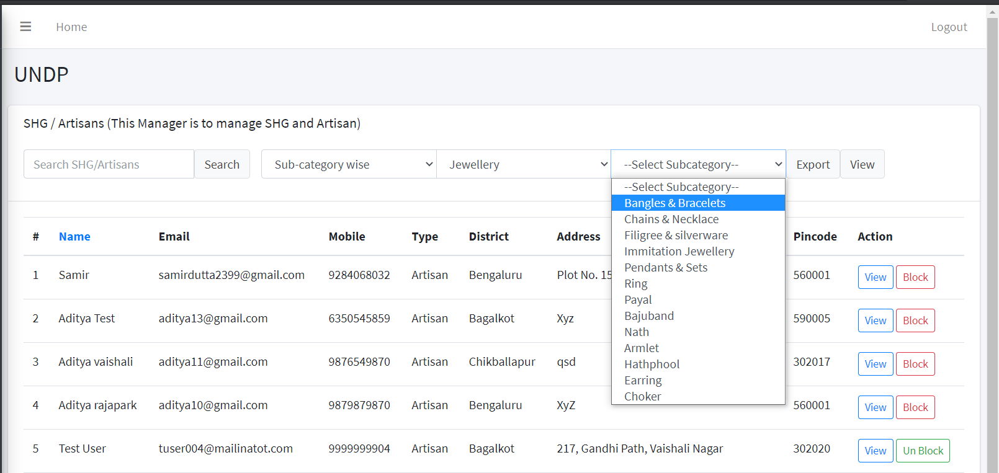 Home Logout
UNDP
SHG / Artisans (This Manager is to manage SHG and Artisan)
Search SHG/Artisans Search Sub-category wise Jewellery --Select Subcategory-- Export View
--Select Subcategory--
Bangles & Bracelets
Chains & Necklace
Filigree & silverware
Immitation Jewellery
Pendants & Sets
Ring
Payal
Bajuband
Nath
Armlet
Hathphool
Earring
Choker
# Name Email Mobile Type District Address Pincode Action
1 Samir samirdutta2399@gmail.com 9284068032 Artisan Bengaluru Plot No. 15 560001 View Block
2 Aditya Test aditya13@gmail.com 6350545859 Artisan Bagalkot Xyz 590005 View Block
3 Aditya vaishali aditya11@gmail.com 9876549870 Artisan Chikballapur qsd 302017 View Block
4 Aditya rajapark aditya10@gmail.com 9879879870 Artisan Bengaluru XyZ 560001 View Block
5 Test User tuser004@mailinatot.com 9999999904 Artisan Bagalkot 217, Gandhi Path, Vaishali Nagar 302020 View Un Block